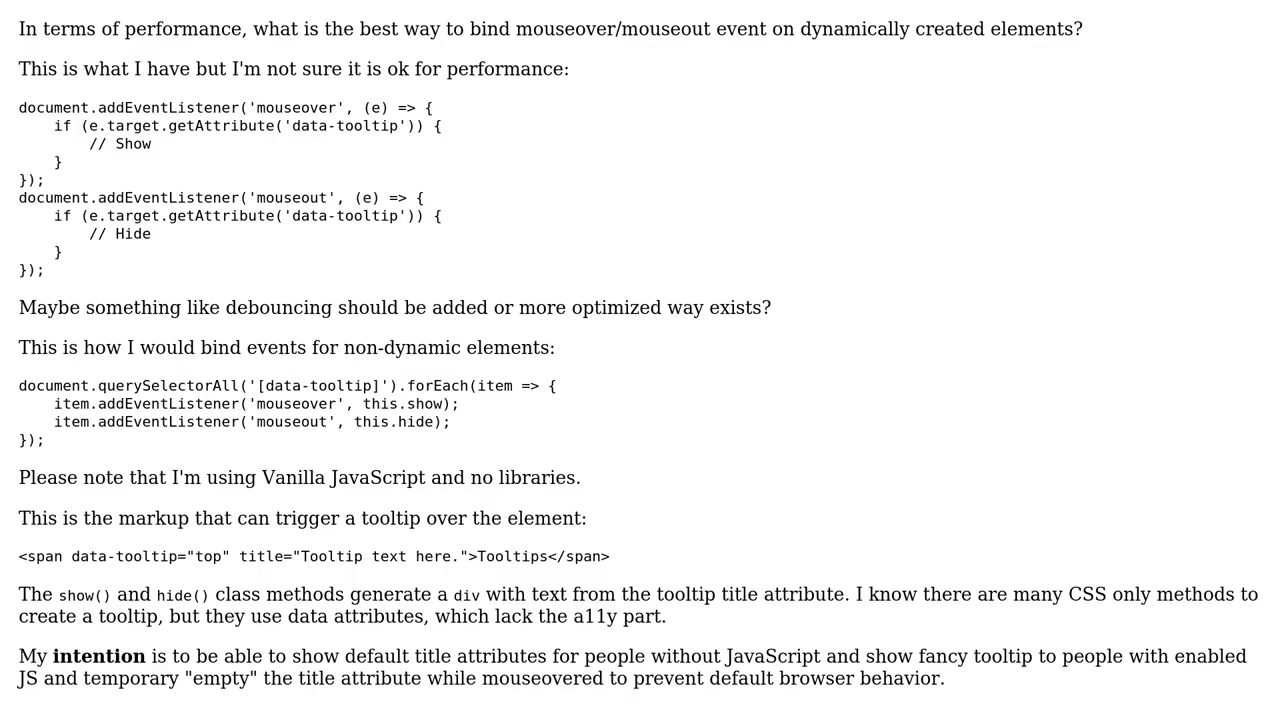 In terms of performance, what is the best way to bind mouseover/mouseout event on dynamically created elements?
This is what I have but I'm not sure it is ok for performance:
document.addEventListener('mouseover', (e) => {
    if (e.target.getAttribute('data-tooltip')) {
        // Show
    }
});
document.addEventListener('mouseout', (e) => {
    if (e.target.getAttribute('data-tooltip')) {
        // Hide
    }
});
Maybe something like debouncing should be added or more optimized way exists?
This is how I would bind events for non-dynamic elements:
document.querySelectorAll('[data-tooltip]').forEach(item => {
    item.addEventListener('mouseover', this.show);
    item.addEventListener('mouseout', this.hide);
});
Please note that I'm using Vanilla JavaScript and no libraries.
This is the markup that can trigger a tooltip over the element:
<span data-tooltip="top" title="Tooltip text here.">Tooltips</span>
The show() and hide() class methods generate a div with text from the tooltip title attribute. I know there are many CSS only methods to
create a tooltip, but they use data attributes, which lack the a11y part.
My intention is to be able to show default title attributes for people without JavaScript and show fancy tooltip to people with enabled
JS and temporary "empty" the title attribute while mouseovered to prevent default browser behavior.